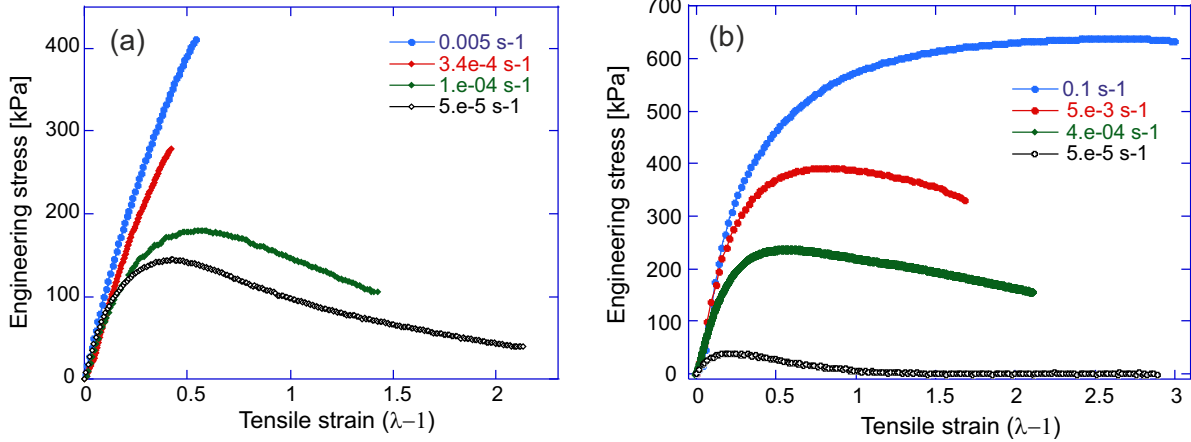 (a)
0.005 s-1
3.4e-4 s-1
1.e-04 s-1
5.e-5 s-1
Engineering stress [kPa]
400
300
200
100
0
0 0.5 1 1.5 2
Tensile strain (λ−1)
(b)
0.1 s-1
5.e-3 s-1
4.e-04 s-1
5.e-5 s-1
Engineering stress [kPa]
700
600
500
400
300
200
100
0
0 0.5 1 1.5 2 2.5 3
Tensile strain (λ−1)